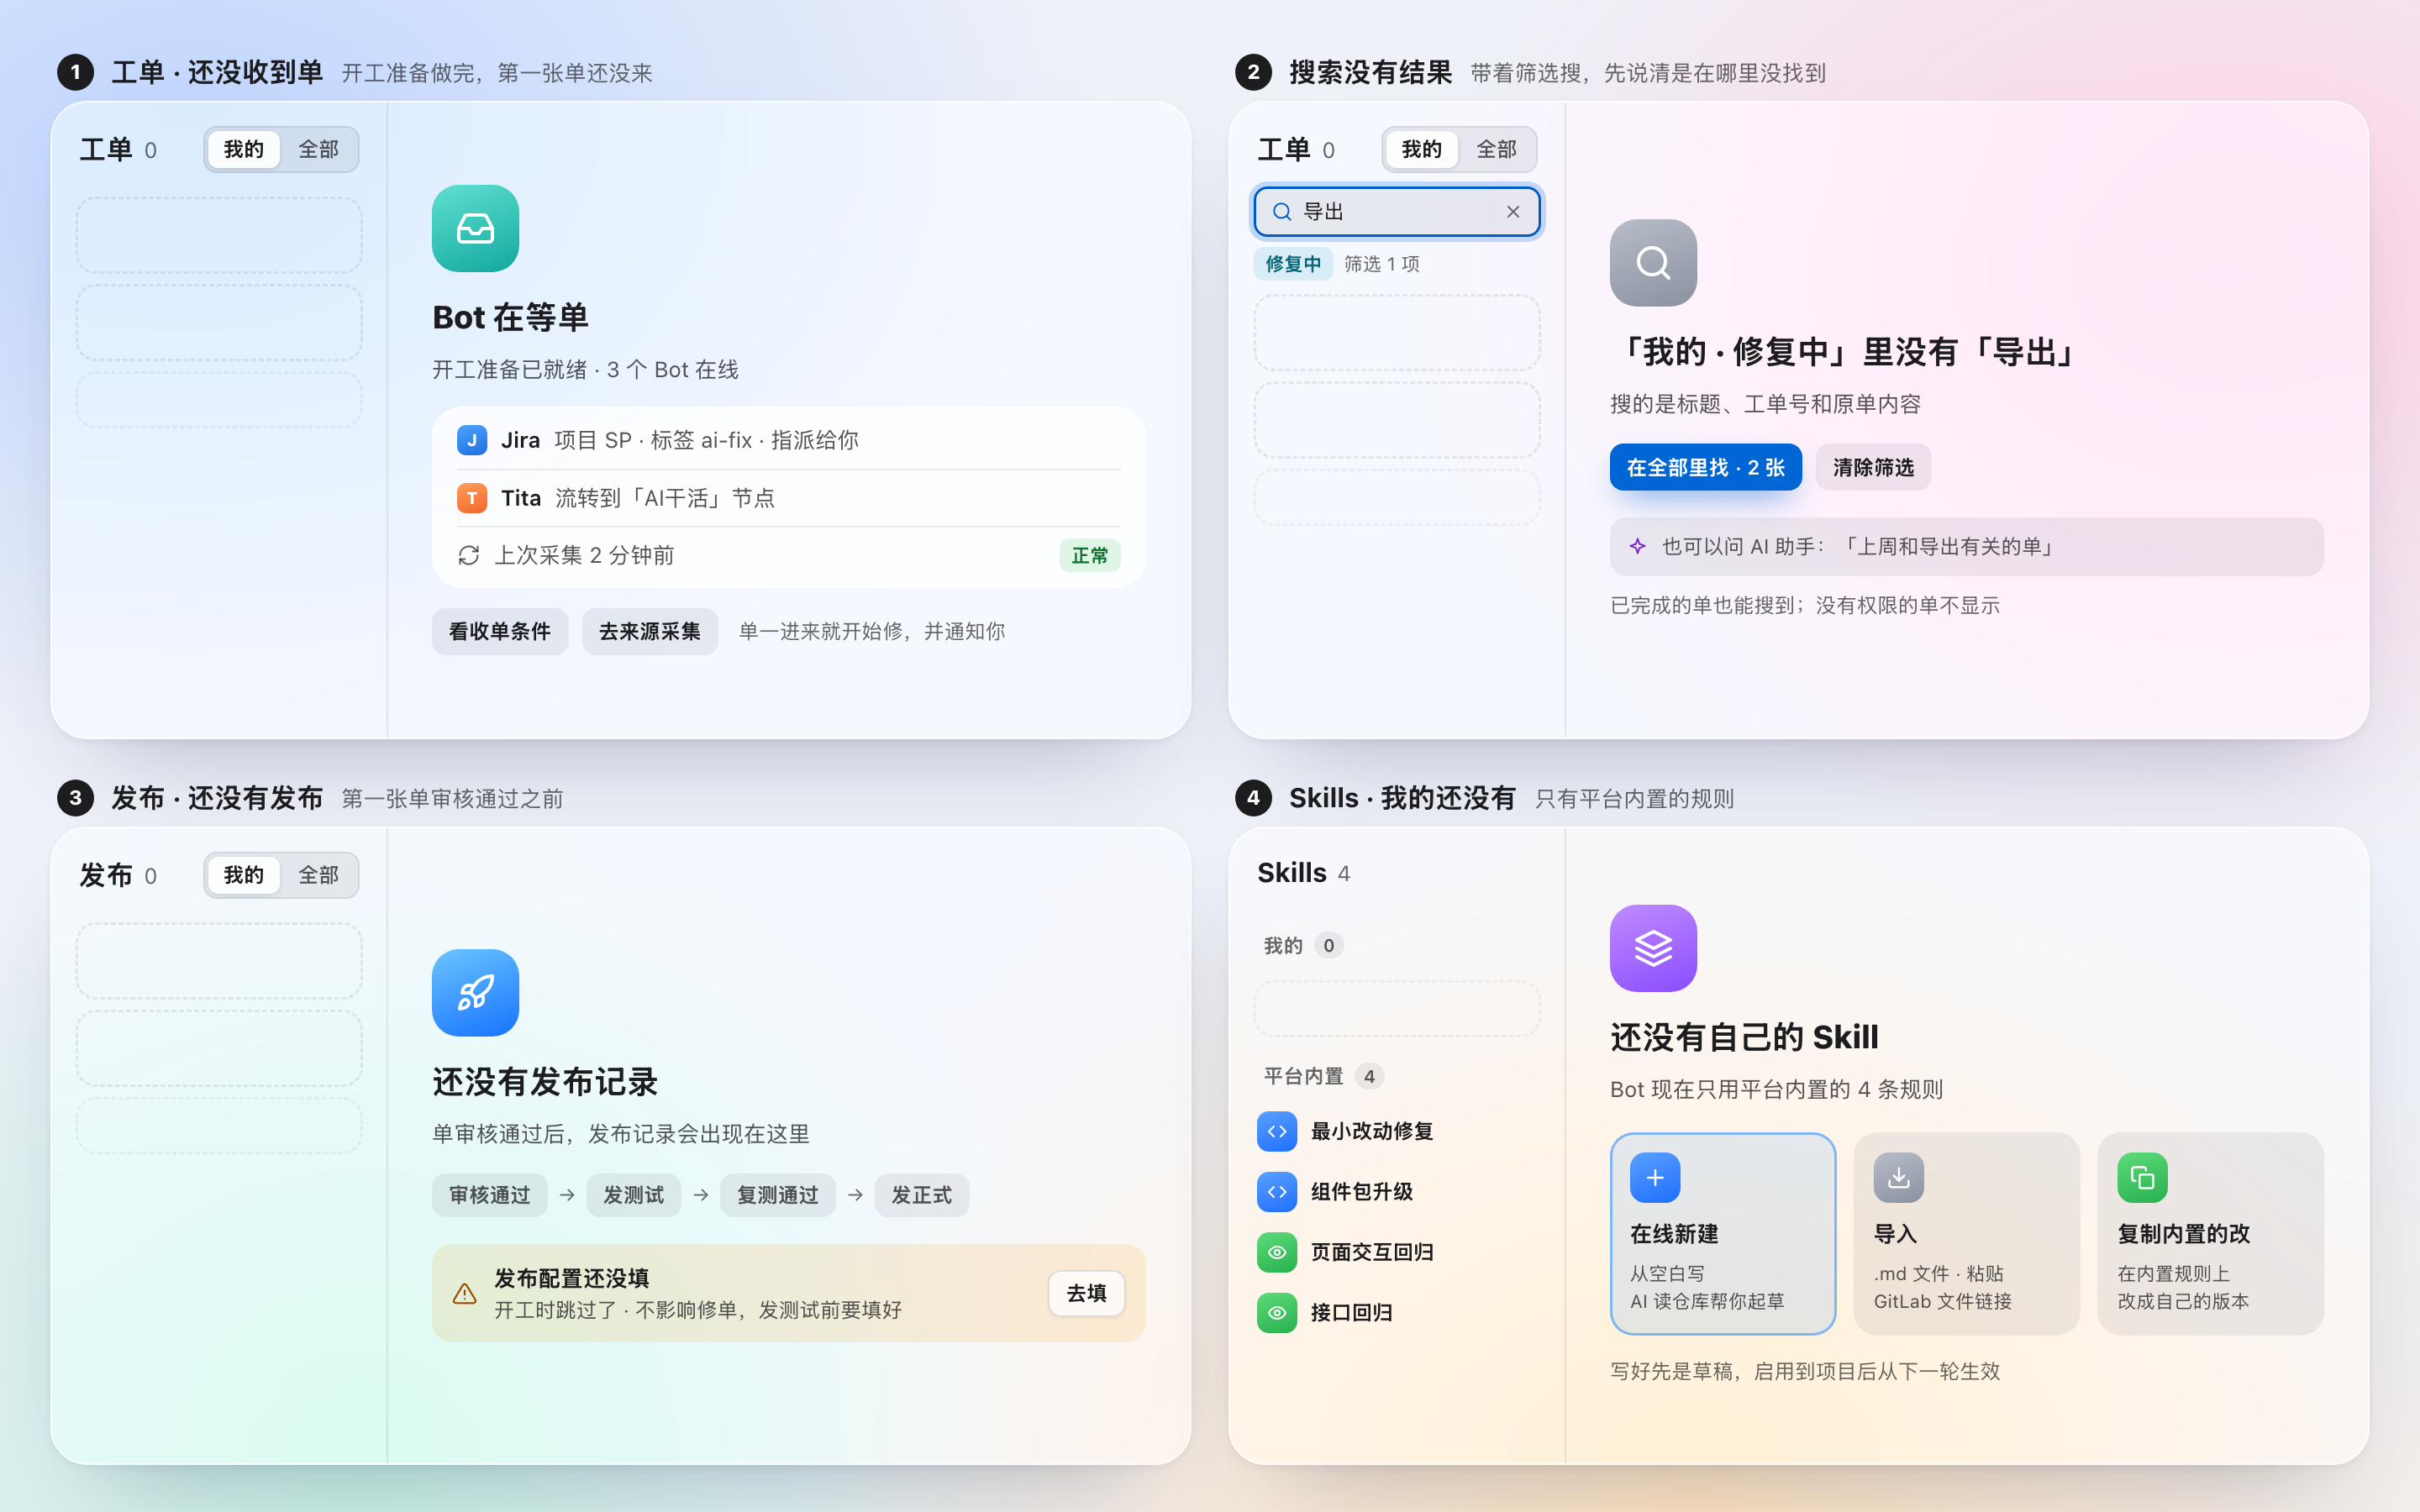 1 工单 · 还没收到单 开工准备做完，第一张单还没来
工单 0 我的 全部
Bot 在等单
开工准备已就绪 · 3 个 Bot 在线
J Jira 项目 SP · 标签 ai-fix · 指派给你
T Tita 流转到「AI干活」节点
上次采集 2 分钟前 正常
看收单条件 去来源采集 单一进来就开始修，并通知你
2 搜索没有结果 带着筛选搜，先说清是在哪里没找到
工单 0 我的 全部
导出
修复中 筛选 1 项
「我的 · 修复中」里没有「导出」
搜的是标题、工单号和原单内容
在全部里找 · 2 张 清除筛选
也可以问 AI 助手：「上周和导出有关的单」
已完成的单也能搜到；没有权限的单不显示
3 发布 · 还没有发布 第一张单审核通过之前
发布 0 我的 全部
还没有发布记录
单审核通过后，发布记录会出现在这里
审核通过 → 发测试 → 复测通过 → 发正式
发布配置还没填
开工时跳过了 · 不影响修单，发测试前要填好
去填
4 Skills · 我的还没有 只有平台内置的规则
Skills 4
我的 0
平台内置 4
最小改动修复
组件包升级
页面交互回归
接口回归
还没有自己的 Skill
Bot 现在只用平台内置的 4 条规则
在线新建
从空白写
AI 读仓库帮你起草
导入
.md 文件 · 粘贴
GitLab 文件链接
复制内置的改
在内置规则上
改成自己的版本
写好先是草稿，启用到项目后从下一轮生效